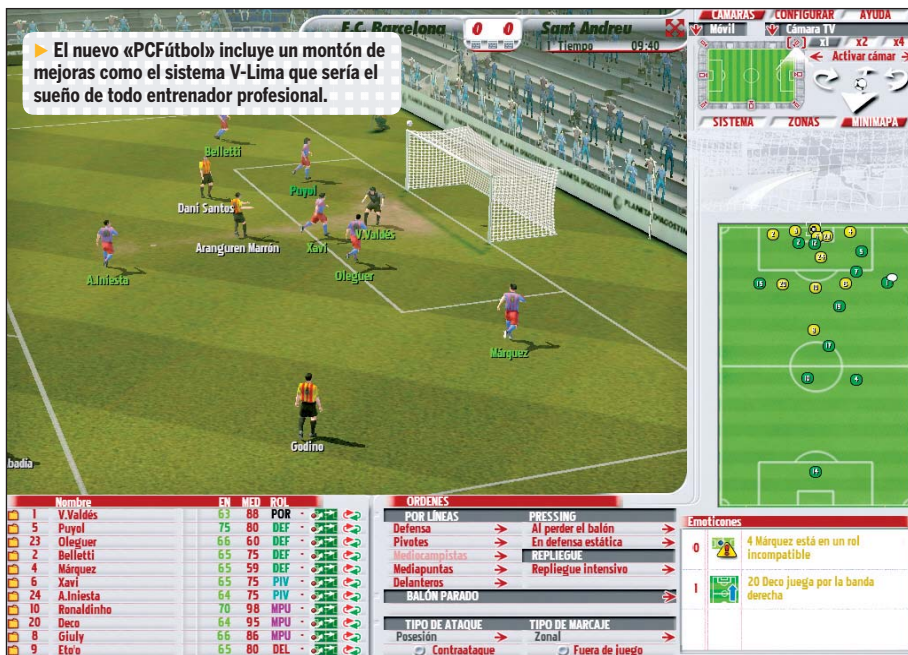 F.C. Barcelona 0 0 Sant Andreu
1 Tiempo 09:40
El nuevo «PCFútbol» incluye un montón de
mejoras como el sistema V-Lima que sería el
sueño de todo entrenador profesional.
CÁMARAS CONFIGURAR AYUDA
Móvil Cámara TV
x1 x2 x4
Activar cámar
SISTEMA ZONAS MINIMAPA
Belletti
Puyol
Dani Santos
Aranguren Marrón
Xavi
V.Valdés
A.Iniesta
Oleguer
Márquez
Godino
badía
PLANETA D'AGOSTINI
Nombre EN MED ROL
1 V.Valdés 63 88 POR
5 Puyol 75 80 DEF
23 Oleguer 66 60 DEF
2 Belletti 65 75 DEF
4 Márquez 65 59 DEF
6 Xavi 65 75 PIV
24 A.Iniesta 64 75 PIV
10 Ronaldinho 70 98 MPU
20 Deco 64 95 MPU
8 Giuly 66 86 MPU
9 Eto'o 65 80 DEL
ORDENES
POR LÍNEAS PRESSING
Defensa Al perder el balón
Pivotes En defensa estática
Mediocampistas REPLIEGUE
Mediapuntas Repliegue intensivo
Delanteros
BALÓN PARADO
TIPO DE ATAQUE TIPO DE MARCAJE
Posesión Zonal
Contraataque Fuera de juego
Emoticones
0 4 Márquez está en un rol
incompatible
1 20 Deco juega por la banda
derecha